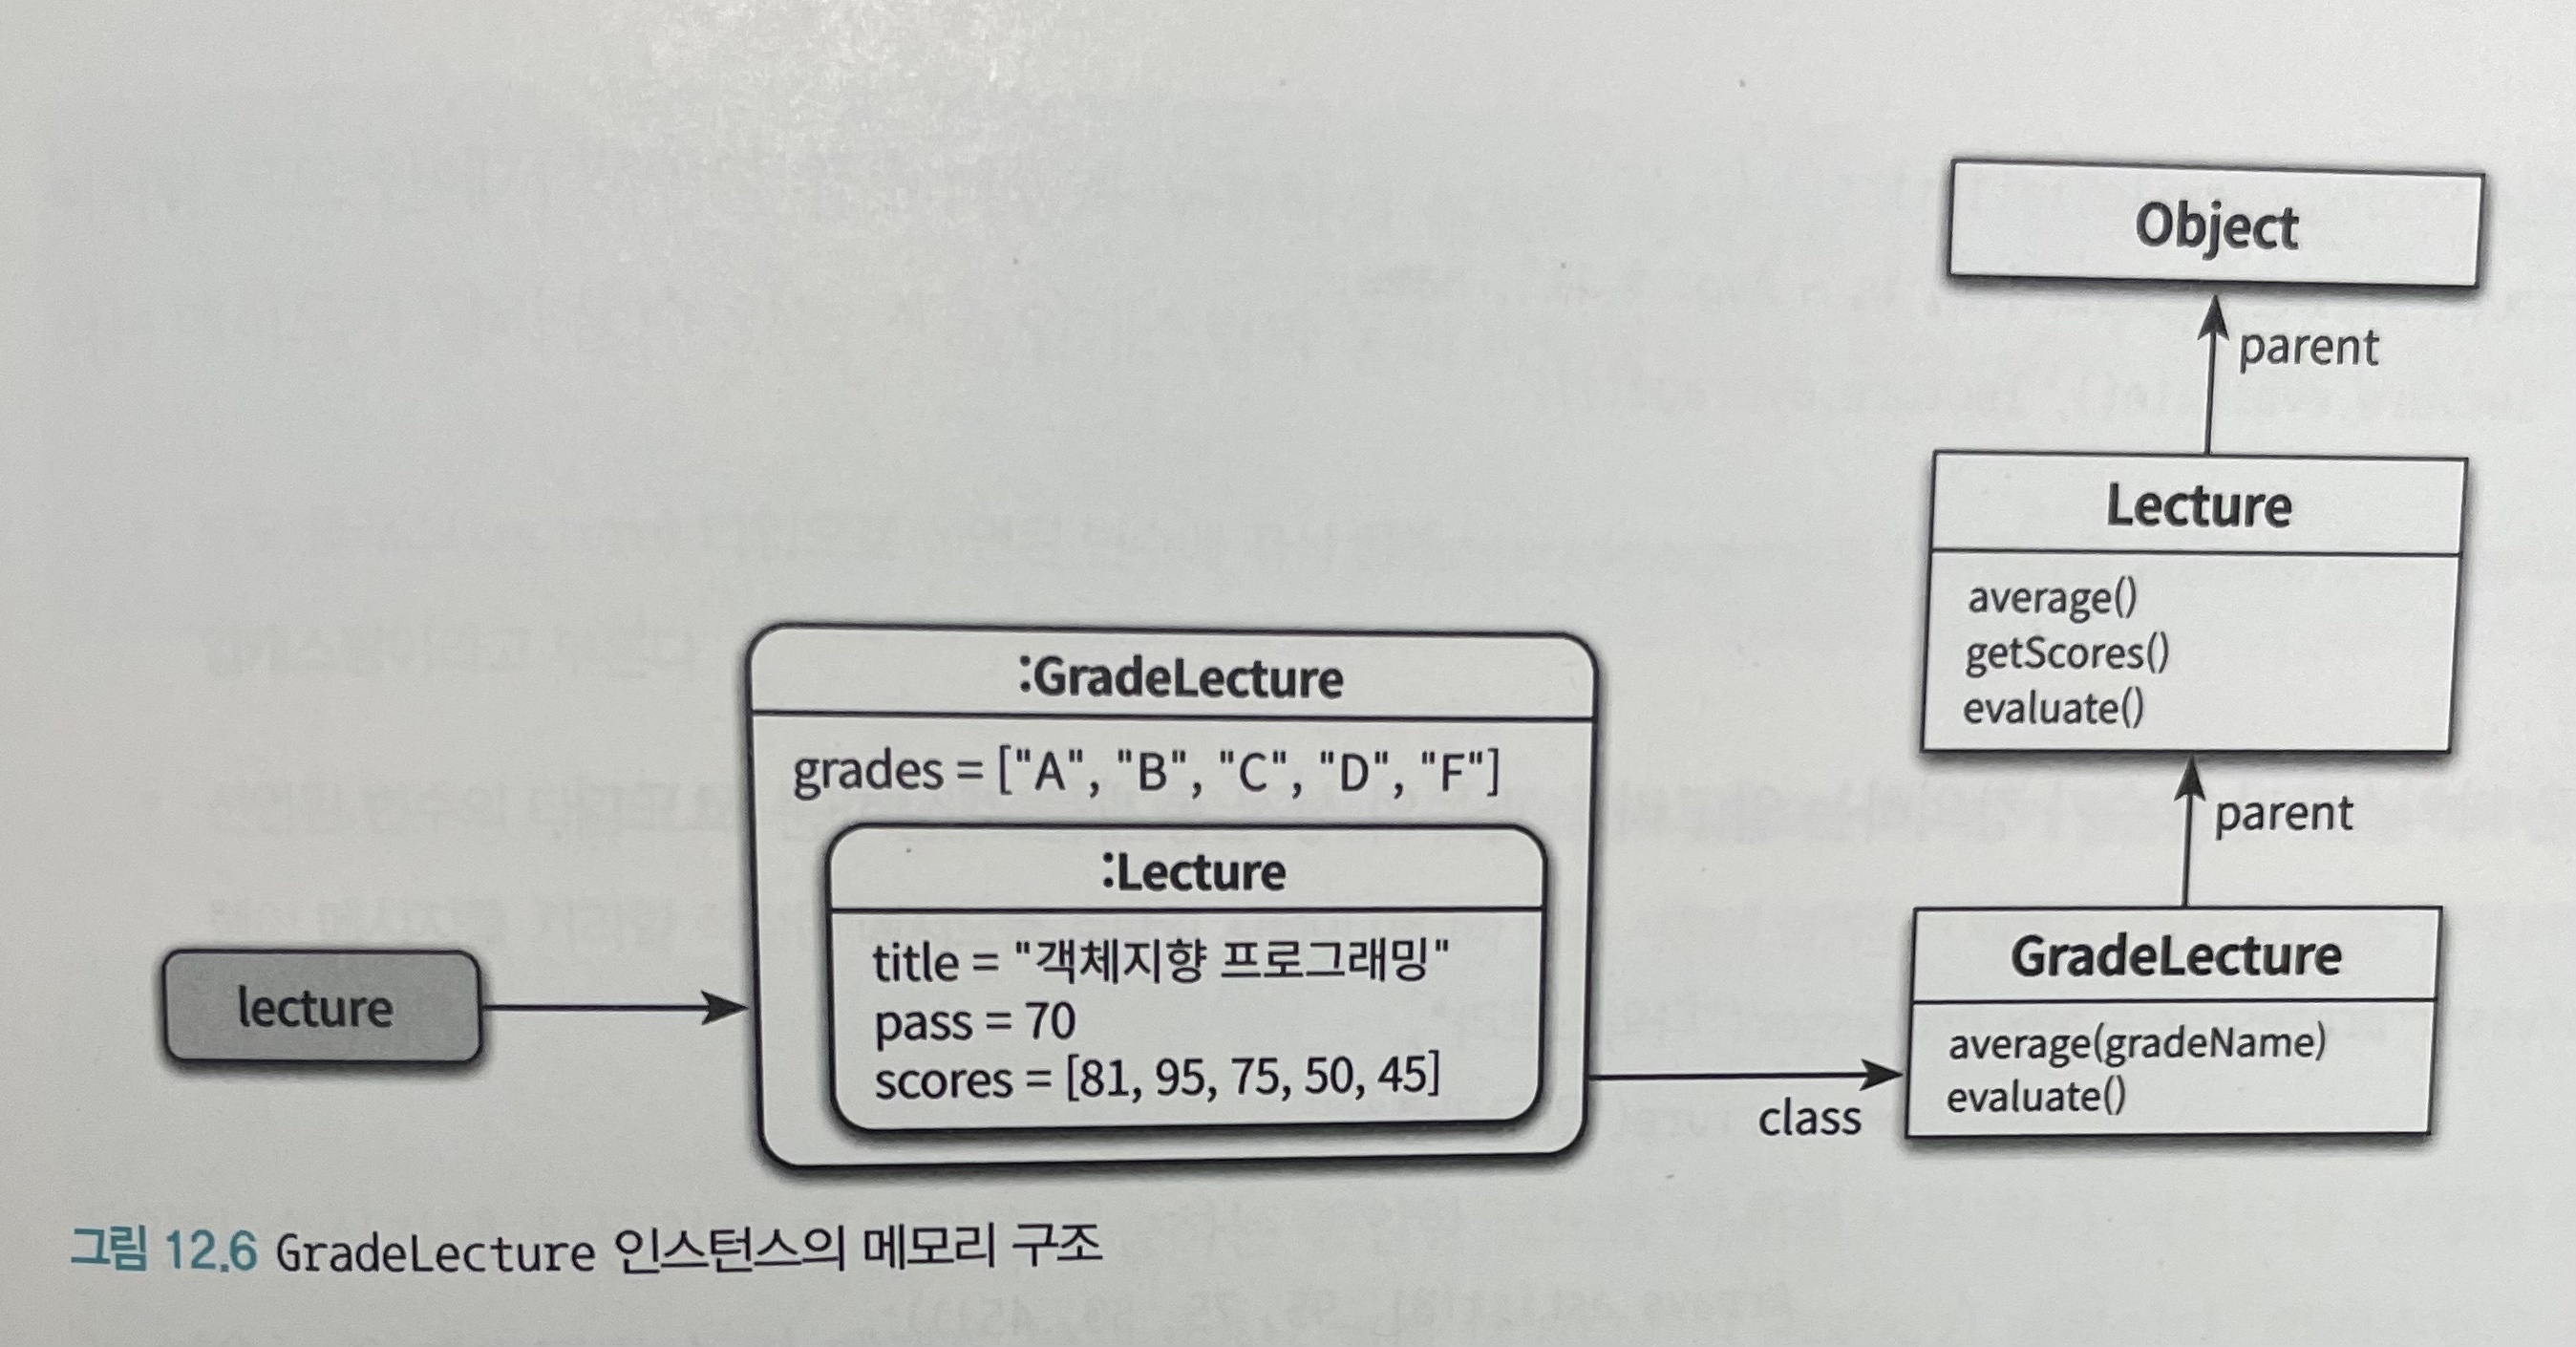 Object
parent
Lecture
average()
getScores()
evaluate()
parent
GradeLecture
average(gradeName)
evaluate()
class
:GradeLecture
grades = ["A", "B", "C", "D", "F"]
:Lecture
title = "객체지향 프로그래밍"
pass = 70
scores = [81, 95, 75, 50, 45]
lecture
그림 12.6 GradeLecture 인스턴스의 메모리 구조